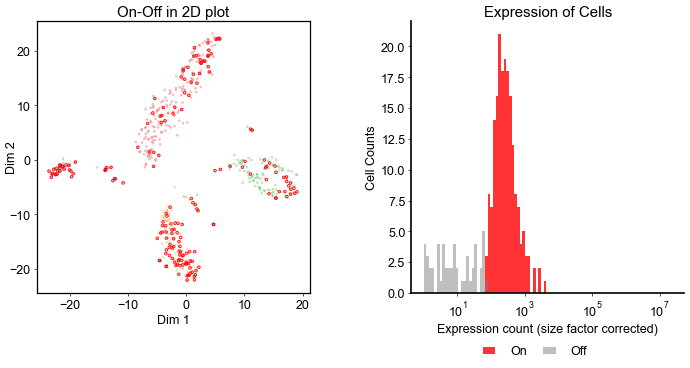 On-Off in 2D plot
20
10
0
−10
−20
Dim 2
−20 −10 0 10 20
Dim 1
Expression of Cells
20.0
17.5
15.0
12.5
10.0
7.5
5.0
2.5
0.0
Cell Counts
10^1 10^3 10^5 10^7
Expression count (size factor corrected)
On Off